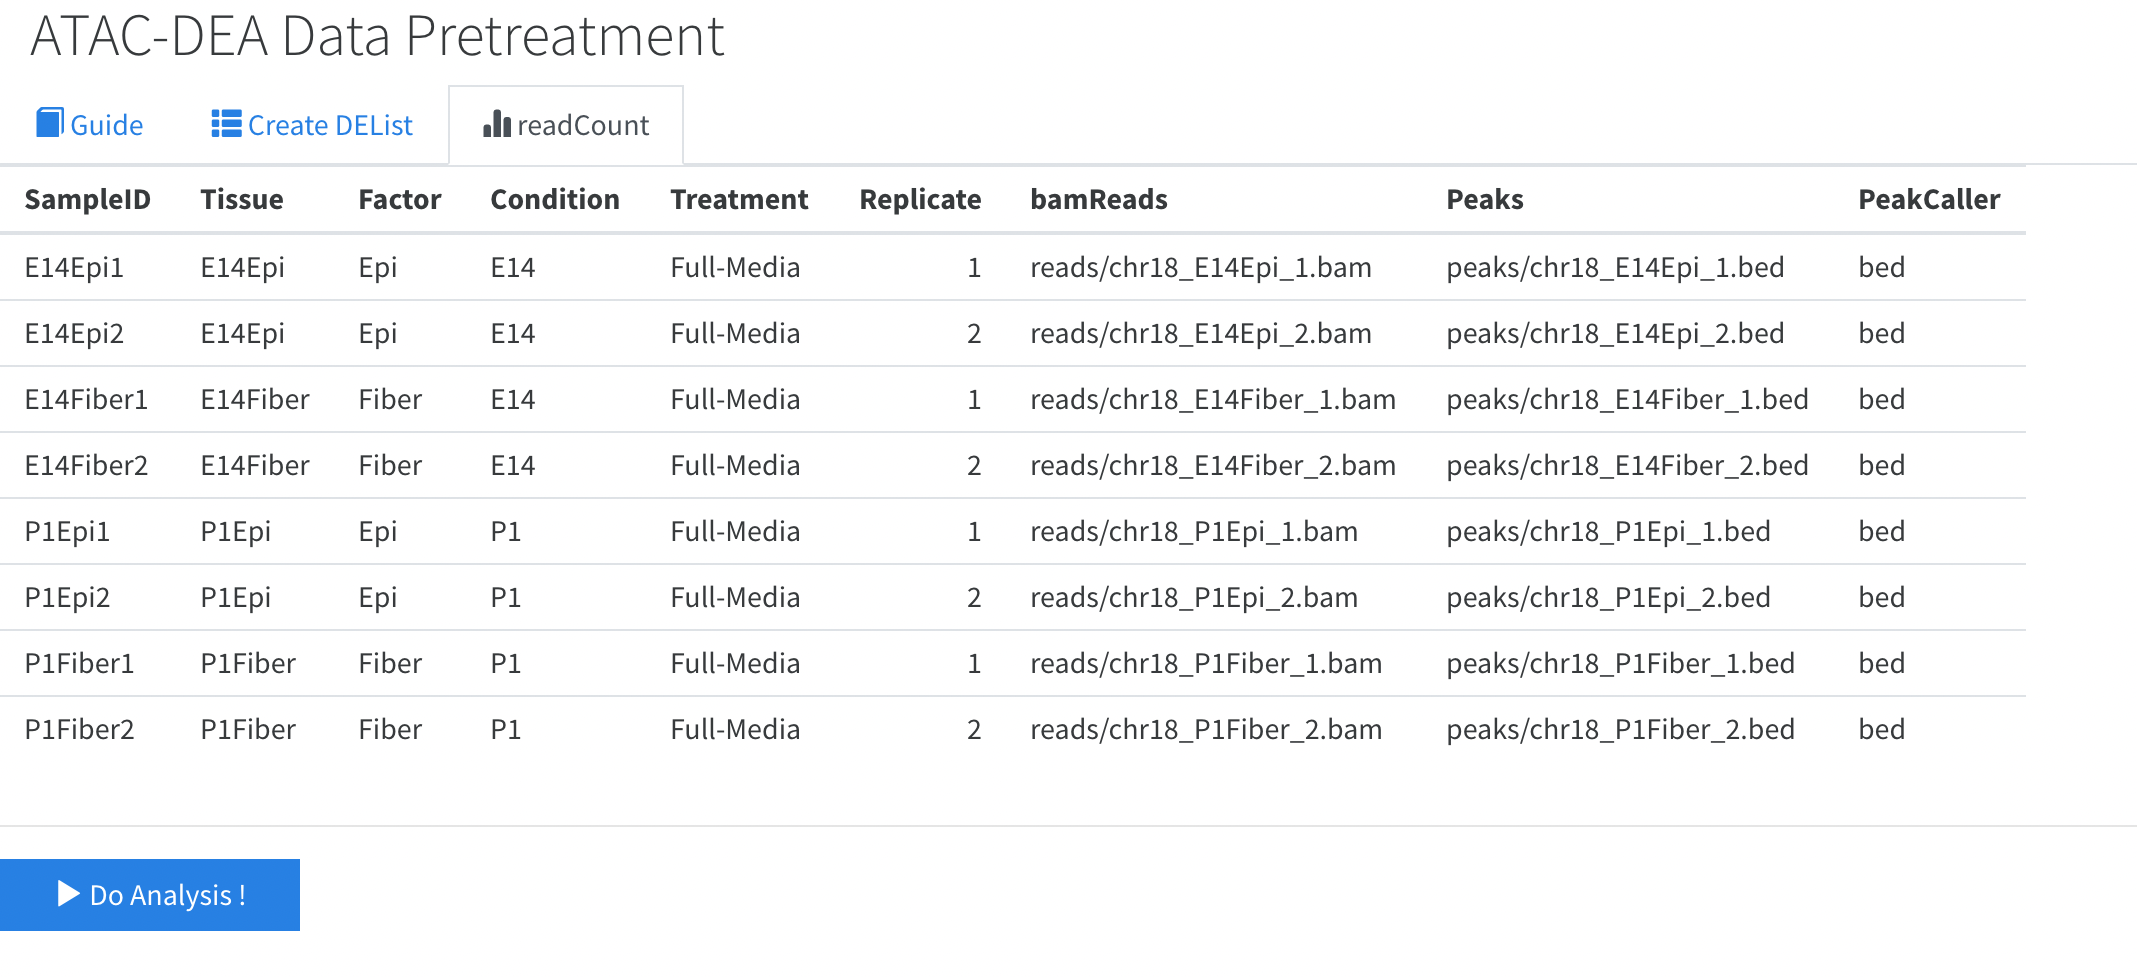 ATAC-DEA Data Pretreatment
Guide Create DEList readCount
SampleID Tissue Factor Condition Treatment Replicate bamReads Peaks PeakCaller
E14Epi1 E14Epi Epi E14 Full-Media 1 reads/chr18_E14Epi_1.bam peaks/chr18_E14Epi_1.bed bed
E14Epi2 E14Epi Epi E14 Full-Media 2 reads/chr18_E14Epi_2.bam peaks/chr18_E14Epi_2.bed bed
E14Fiber1 E14Fiber Fiber E14 Full-Media 1 reads/chr18_E14Fiber_1.bam peaks/chr18_E14Fiber_1.bed bed
E14Fiber2 E14Fiber Fiber E14 Full-Media 2 reads/chr18_E14Fiber_2.bam peaks/chr18_E14Fiber_2.bed bed
P1Epi1 P1Epi Epi P1 Full-Media 1 reads/chr18_P1Epi_1.bam peaks/chr18_P1Epi_1.bed bed
P1Epi2 P1Epi Epi P1 Full-Media 2 reads/chr18_P1Epi_2.bam peaks/chr18_P1Epi_2.bed bed
P1Fiber1 P1Fiber Fiber P1 Full-Media 1 reads/chr18_P1Fiber_1.bam peaks/chr18_P1Fiber_1.bed bed
P1Fiber2 P1Fiber Fiber P1 Full-Media 2 reads/chr18_P1Fiber_2.bam peaks/chr18_P1Fiber_2.bed bed
Do Analysis !